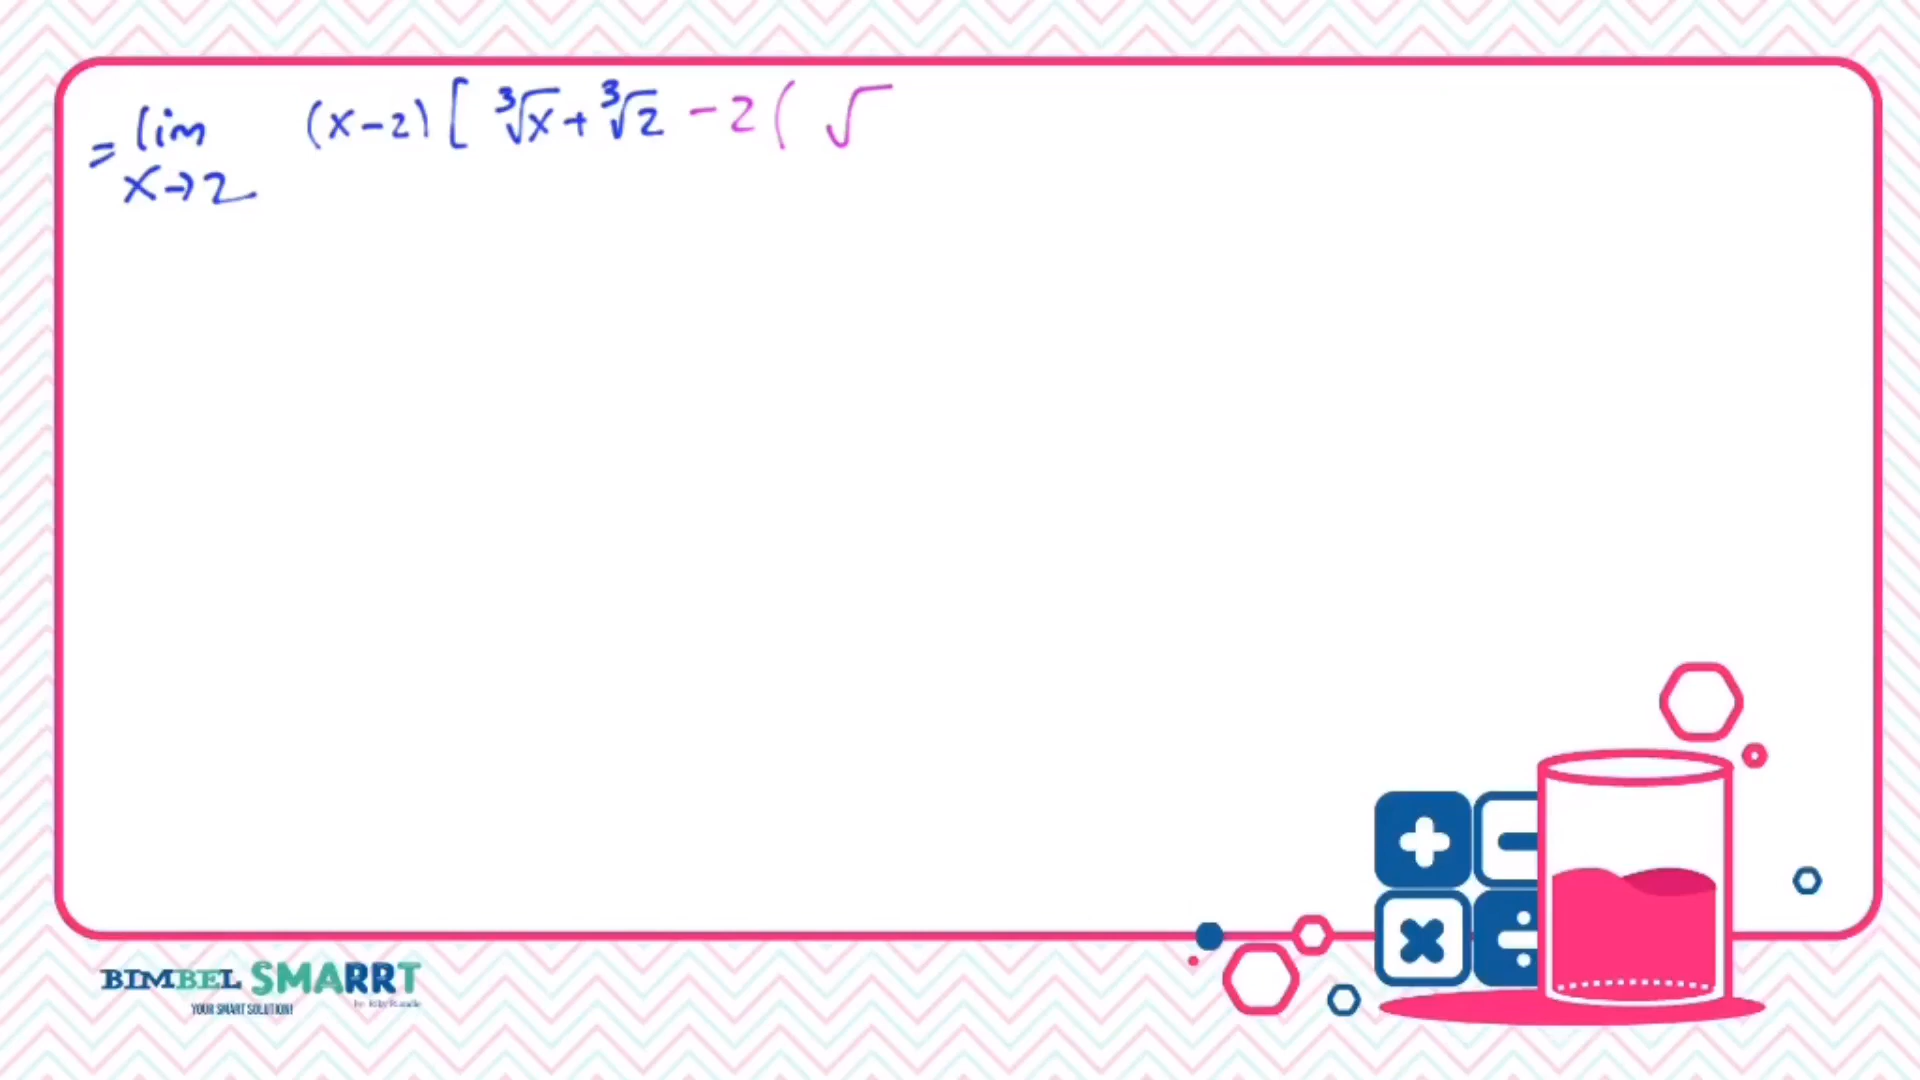 = lim (x-2) [ ∛x + ∛2 - 2 ( √
x→2
BIMBEL SMARRT
YOUR SMART SOLUTION!